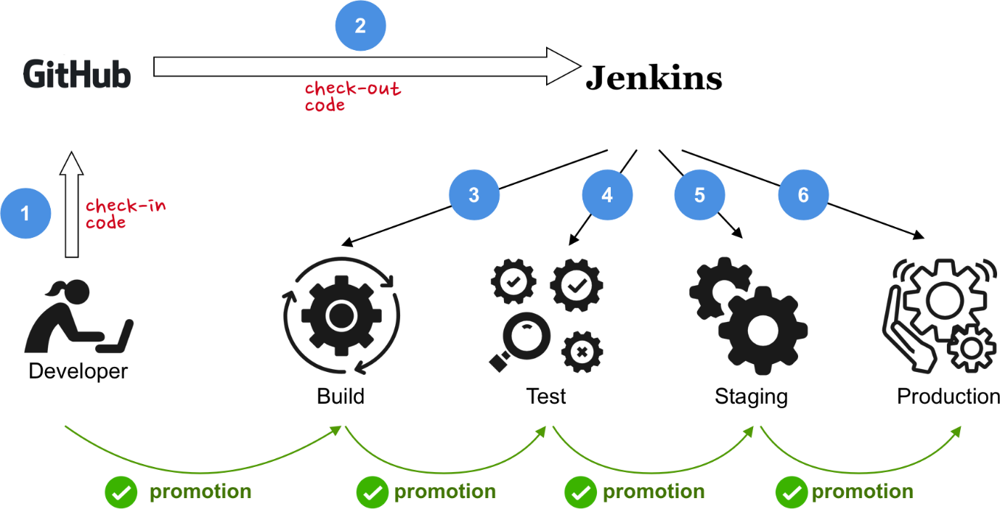 2
GitHub
Jenkins
check-out
code
1
check-in
code
3
4
5
6
Developer
Build
Test
Staging
Production
promotion
promotion
promotion
promotion